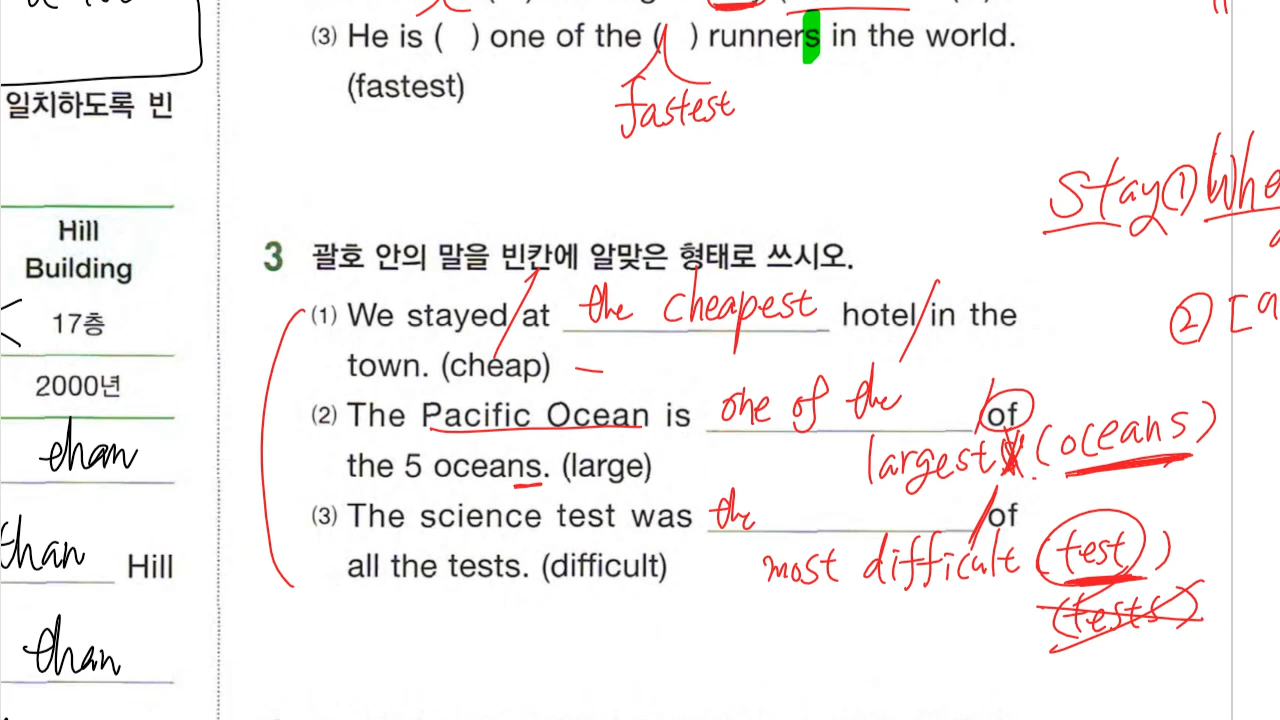 (3) He is ( ) one of the ( ) runners in the world.
(fastest)
fastest
일치하도록 빈
Hill
Building
17층
2000년
than
than Hill
than
Stay ①
②
3 괄호 안의 말을 빈칸에 알맞은 형태로 쓰시오.
(1) We stayed at the cheapest hotel in the
town. (cheap)
(2) The Pacific Ocean is one of the of
largest (oceans)
the 5 oceans. (large)
(3) The science test was the of
most difficult (test)
all the tests. (difficult)
(tests)